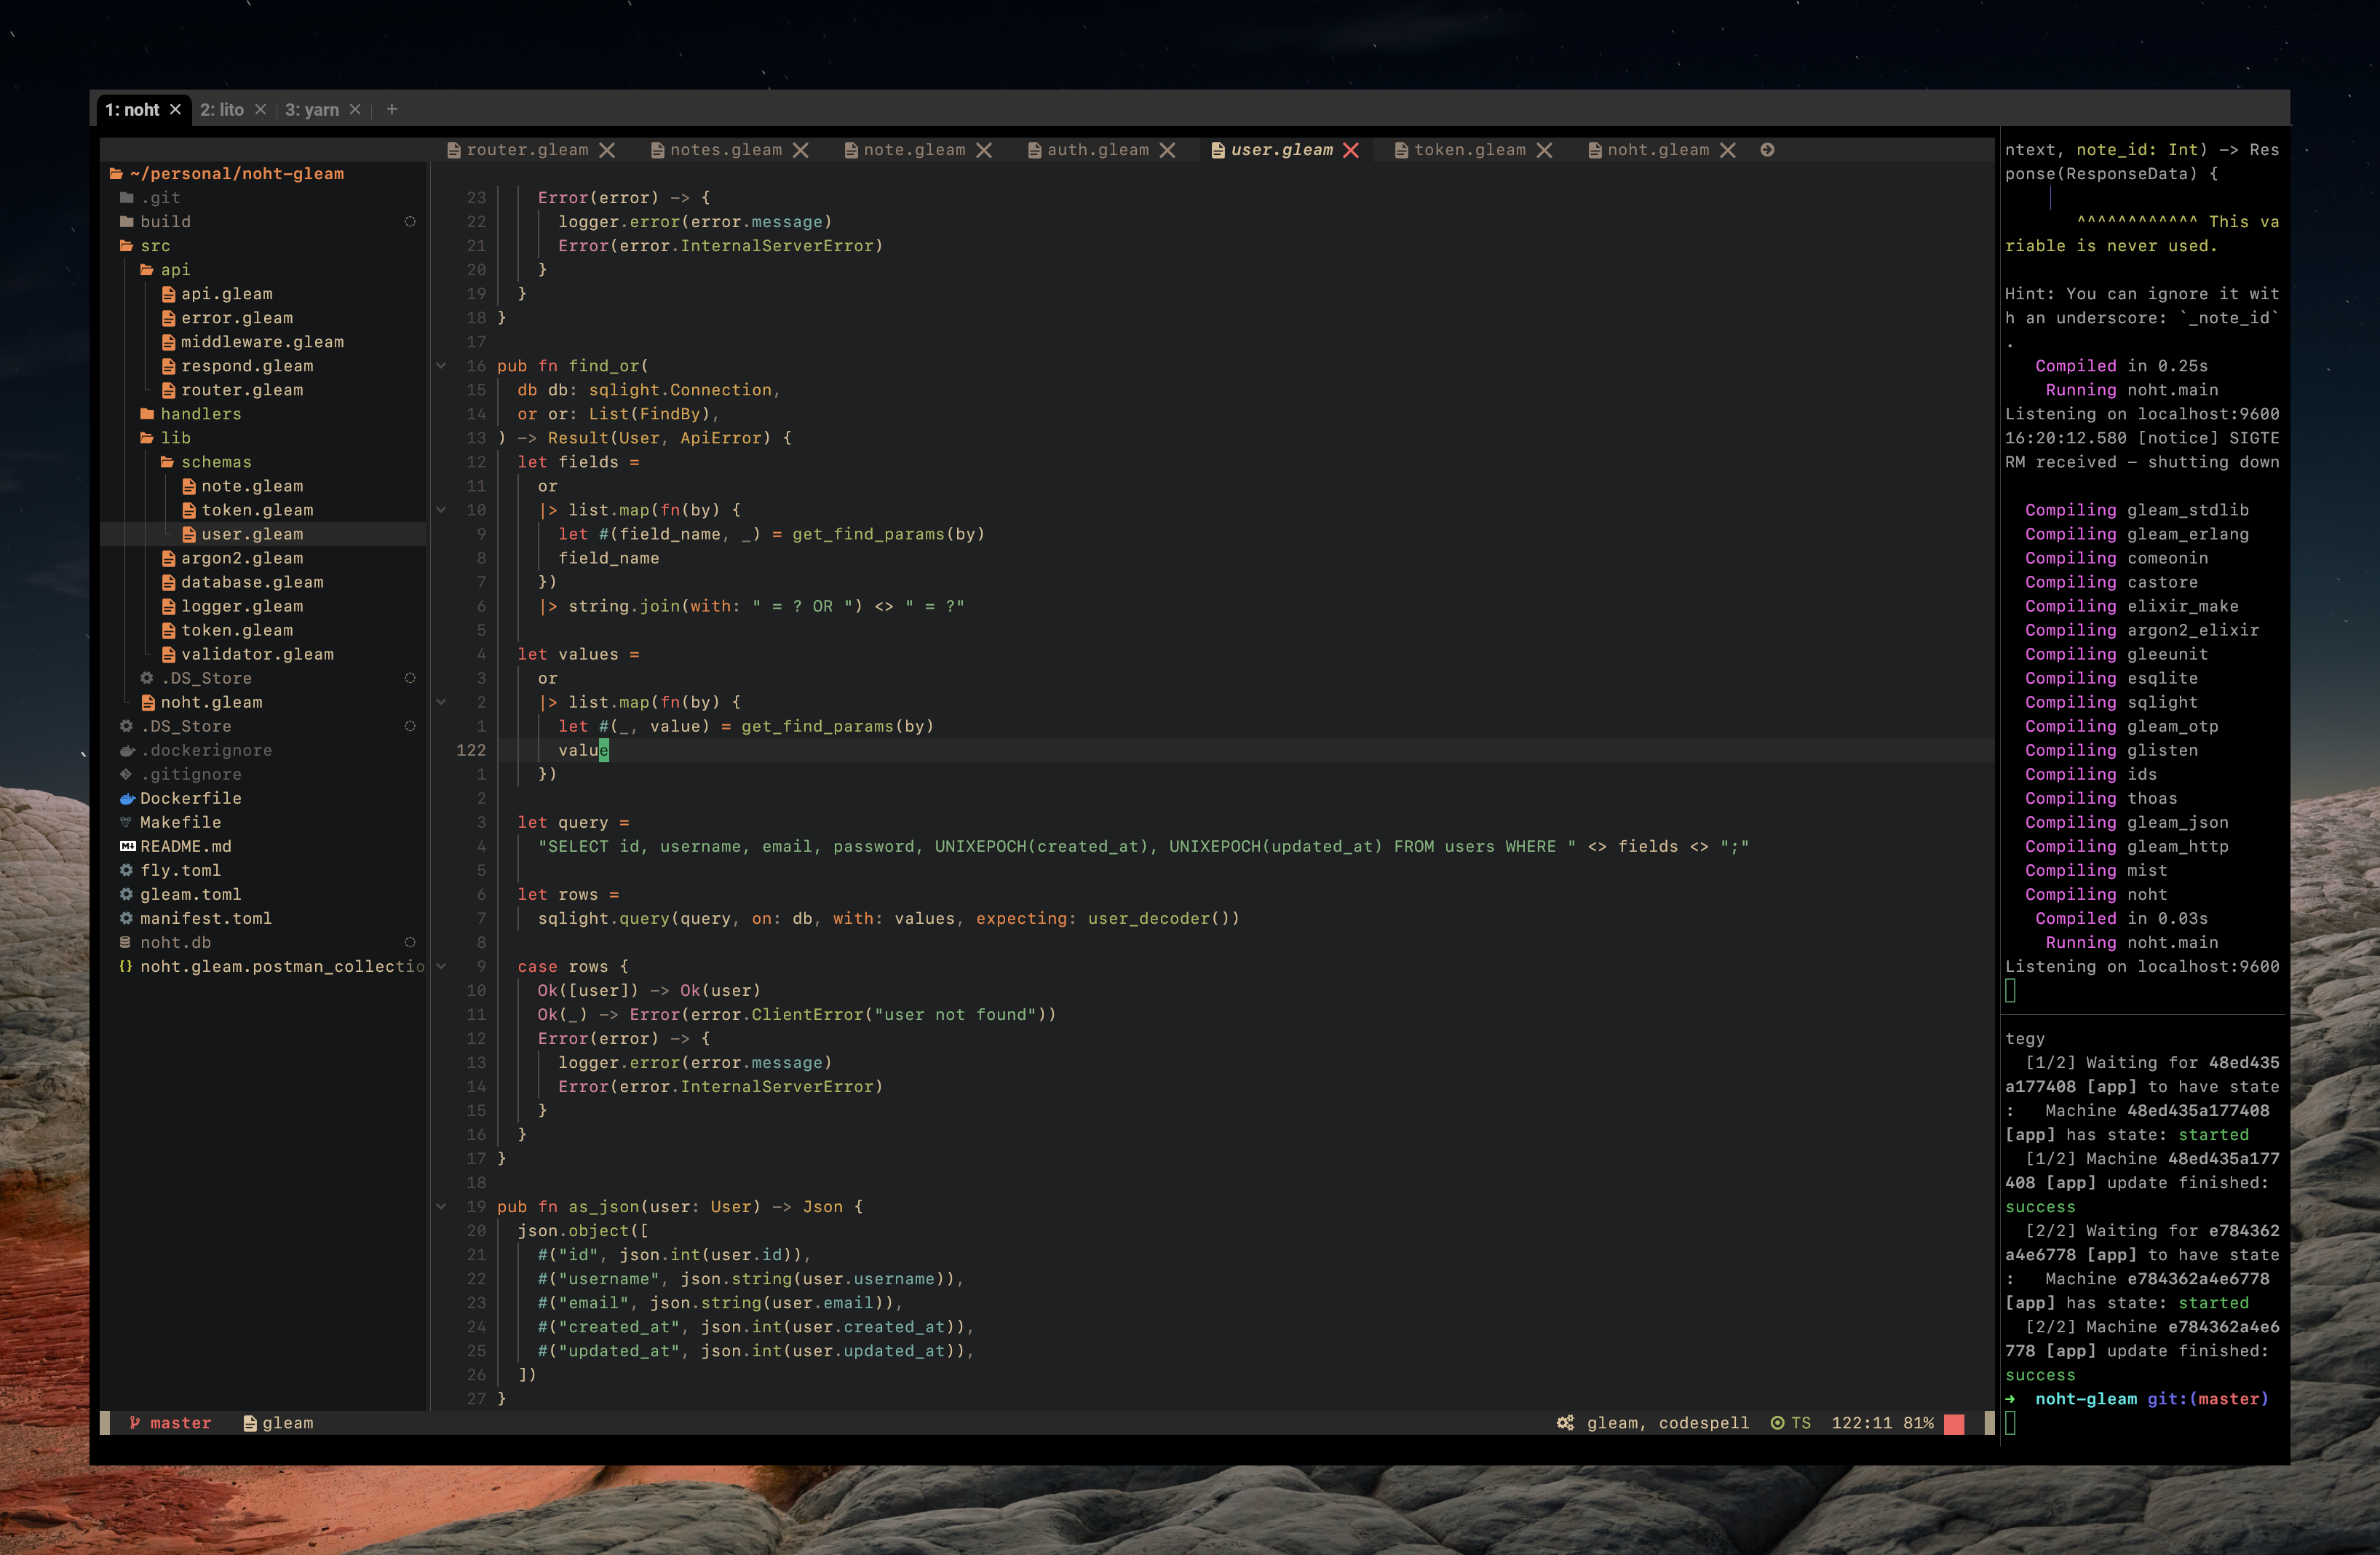 1: noht 2: lito 3: yarn +
router.gleam notes.gleam note.gleam auth.gleam user.gleam token.gleam noht.gleam
~/personal/noht-gleam
.git
build
src
api
api.gleam
error.gleam
middleware.gleam
respond.gleam
router.gleam
handlers
lib
schemas
note.gleam
token.gleam
user.gleam
argon2.gleam
database.gleam
logger.gleam
token.gleam
validator.gleam
.DS_Store
noht.gleam
.DS_Store
.dockerignore
.gitignore
Dockerfile
Makefile
README.md
fly.toml
gleam.toml
manifest.toml
noht.db
{} noht.gleam.postman_collectio
23 Error(error) -> {
22 logger.error(error.message)
21 Error(error.InternalServerError)
20 }
19 }
18 }
17
16 pub fn find_or(
15 db db: sqlight.Connection,
14 or or: List(FindBy),
13 ) -> Result(User, ApiError) {
12 let fields =
11 or
10 |> list.map(fn(by) {
9 let #(field_name, _) = get_find_params(by)
8 field_name
7 })
6 |> string.join(with: " = ? OR ") <> " = ?"
5
4 let values =
3 or
2 |> list.map(fn(by) {
1 let #(_, value) = get_find_params(by)
122 value
1 })
2
3 let query =
4 "SELECT id, username, email, password, UNIXEPOCH(created_at), UNIXEPOCH(updated_at) FROM users WHERE " <> fields <> ";"
5
6 let rows =
7 sqlight.query(query, on: db, with: values, expecting: user_decoder())
8
9 case rows {
10 Ok([user]) -> Ok(user)
11 Ok(_) -> Error(error.ClientError("user not found"))
12 Error(error) -> {
13 logger.error(error.message)
14 Error(error.InternalServerError)
15 }
16 }
17 }
18
19 pub fn as_json(user: User) -> Json {
20 json.object([
21 #("id", json.int(user.id)),
22 #("username", json.string(user.username)),
23 #("email", json.string(user.email)),
24 #("created_at", json.int(user.created_at)),
25 #("updated_at", json.int(user.updated_at)),
26 ])
27 }
master gleam gleam, codespell TS 122:11 81%
ntext, note_id: Int) -> Res
ponse(ResponseData) {
^^^^^^^^^^^^ This va
riable is never used.
Hint: You can ignore it wit
h an underscore: `_note_id`
.
Compiled in 0.25s
Running noht.main
Listening on localhost:9600
16:20:12.580 [notice] SIGTE
RM received – shutting down
Compiling gleam_stdlib
Compiling gleam_erlang
Compiling comeonin
Compiling castore
Compiling elixir_make
Compiling argon2_elixir
Compiling gleeunit
Compiling esqlite
Compiling sqlight
Compiling gleam_otp
Compiling glisten
Compiling ids
Compiling thoas
Compiling gleam_json
Compiling gleam_http
Compiling mist
Compiling noht
Compiled in 0.03s
Running noht.main
Listening on localhost:9600
tegy
[1/2] Waiting for 48ed435
a177408 [app] to have state
: Machine 48ed435a177408
[app] has state: started
[1/2] Machine 48ed435a177
408 [app] update finished:
success
[2/2] Waiting for e784362
a4e6778 [app] to have state
: Machine e784362a4e6778
[app] has state: started
[2/2] Machine e784362a4e6
778 [app] update finished:
success
→ noht-gleam git:(master)